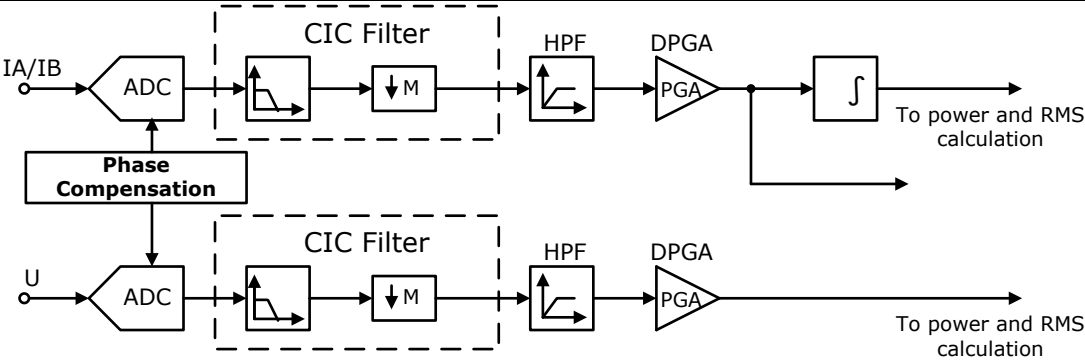 CIC Filter
HPF
DPGA
IA/IB
ADC
M
PGA
∫
To power and RMS
calculation
Phase
Compensation
CIC Filter
HPF
DPGA
U
ADC
M
PGA
To power and RMS
calculation